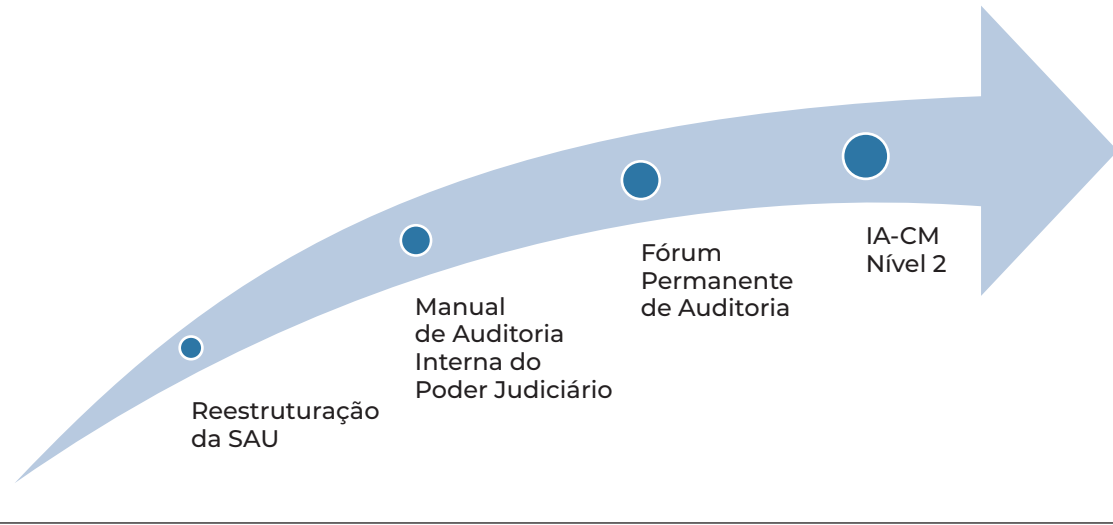 Reestruturação
da SAU
Manual
de Auditoria
Interna do
Poder Judiciário
Fórum
Permanente
de Auditoria
IA-CM
Nível 2